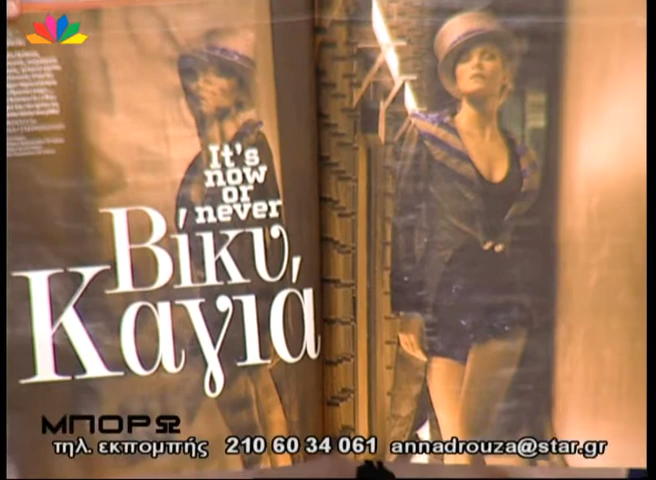 It's
now
or
never
Βίκυ
Καγιά
ΜΠΟΡΩ
τηλ. εκπομπής 210 60 34 061 annadrouza@star.gr